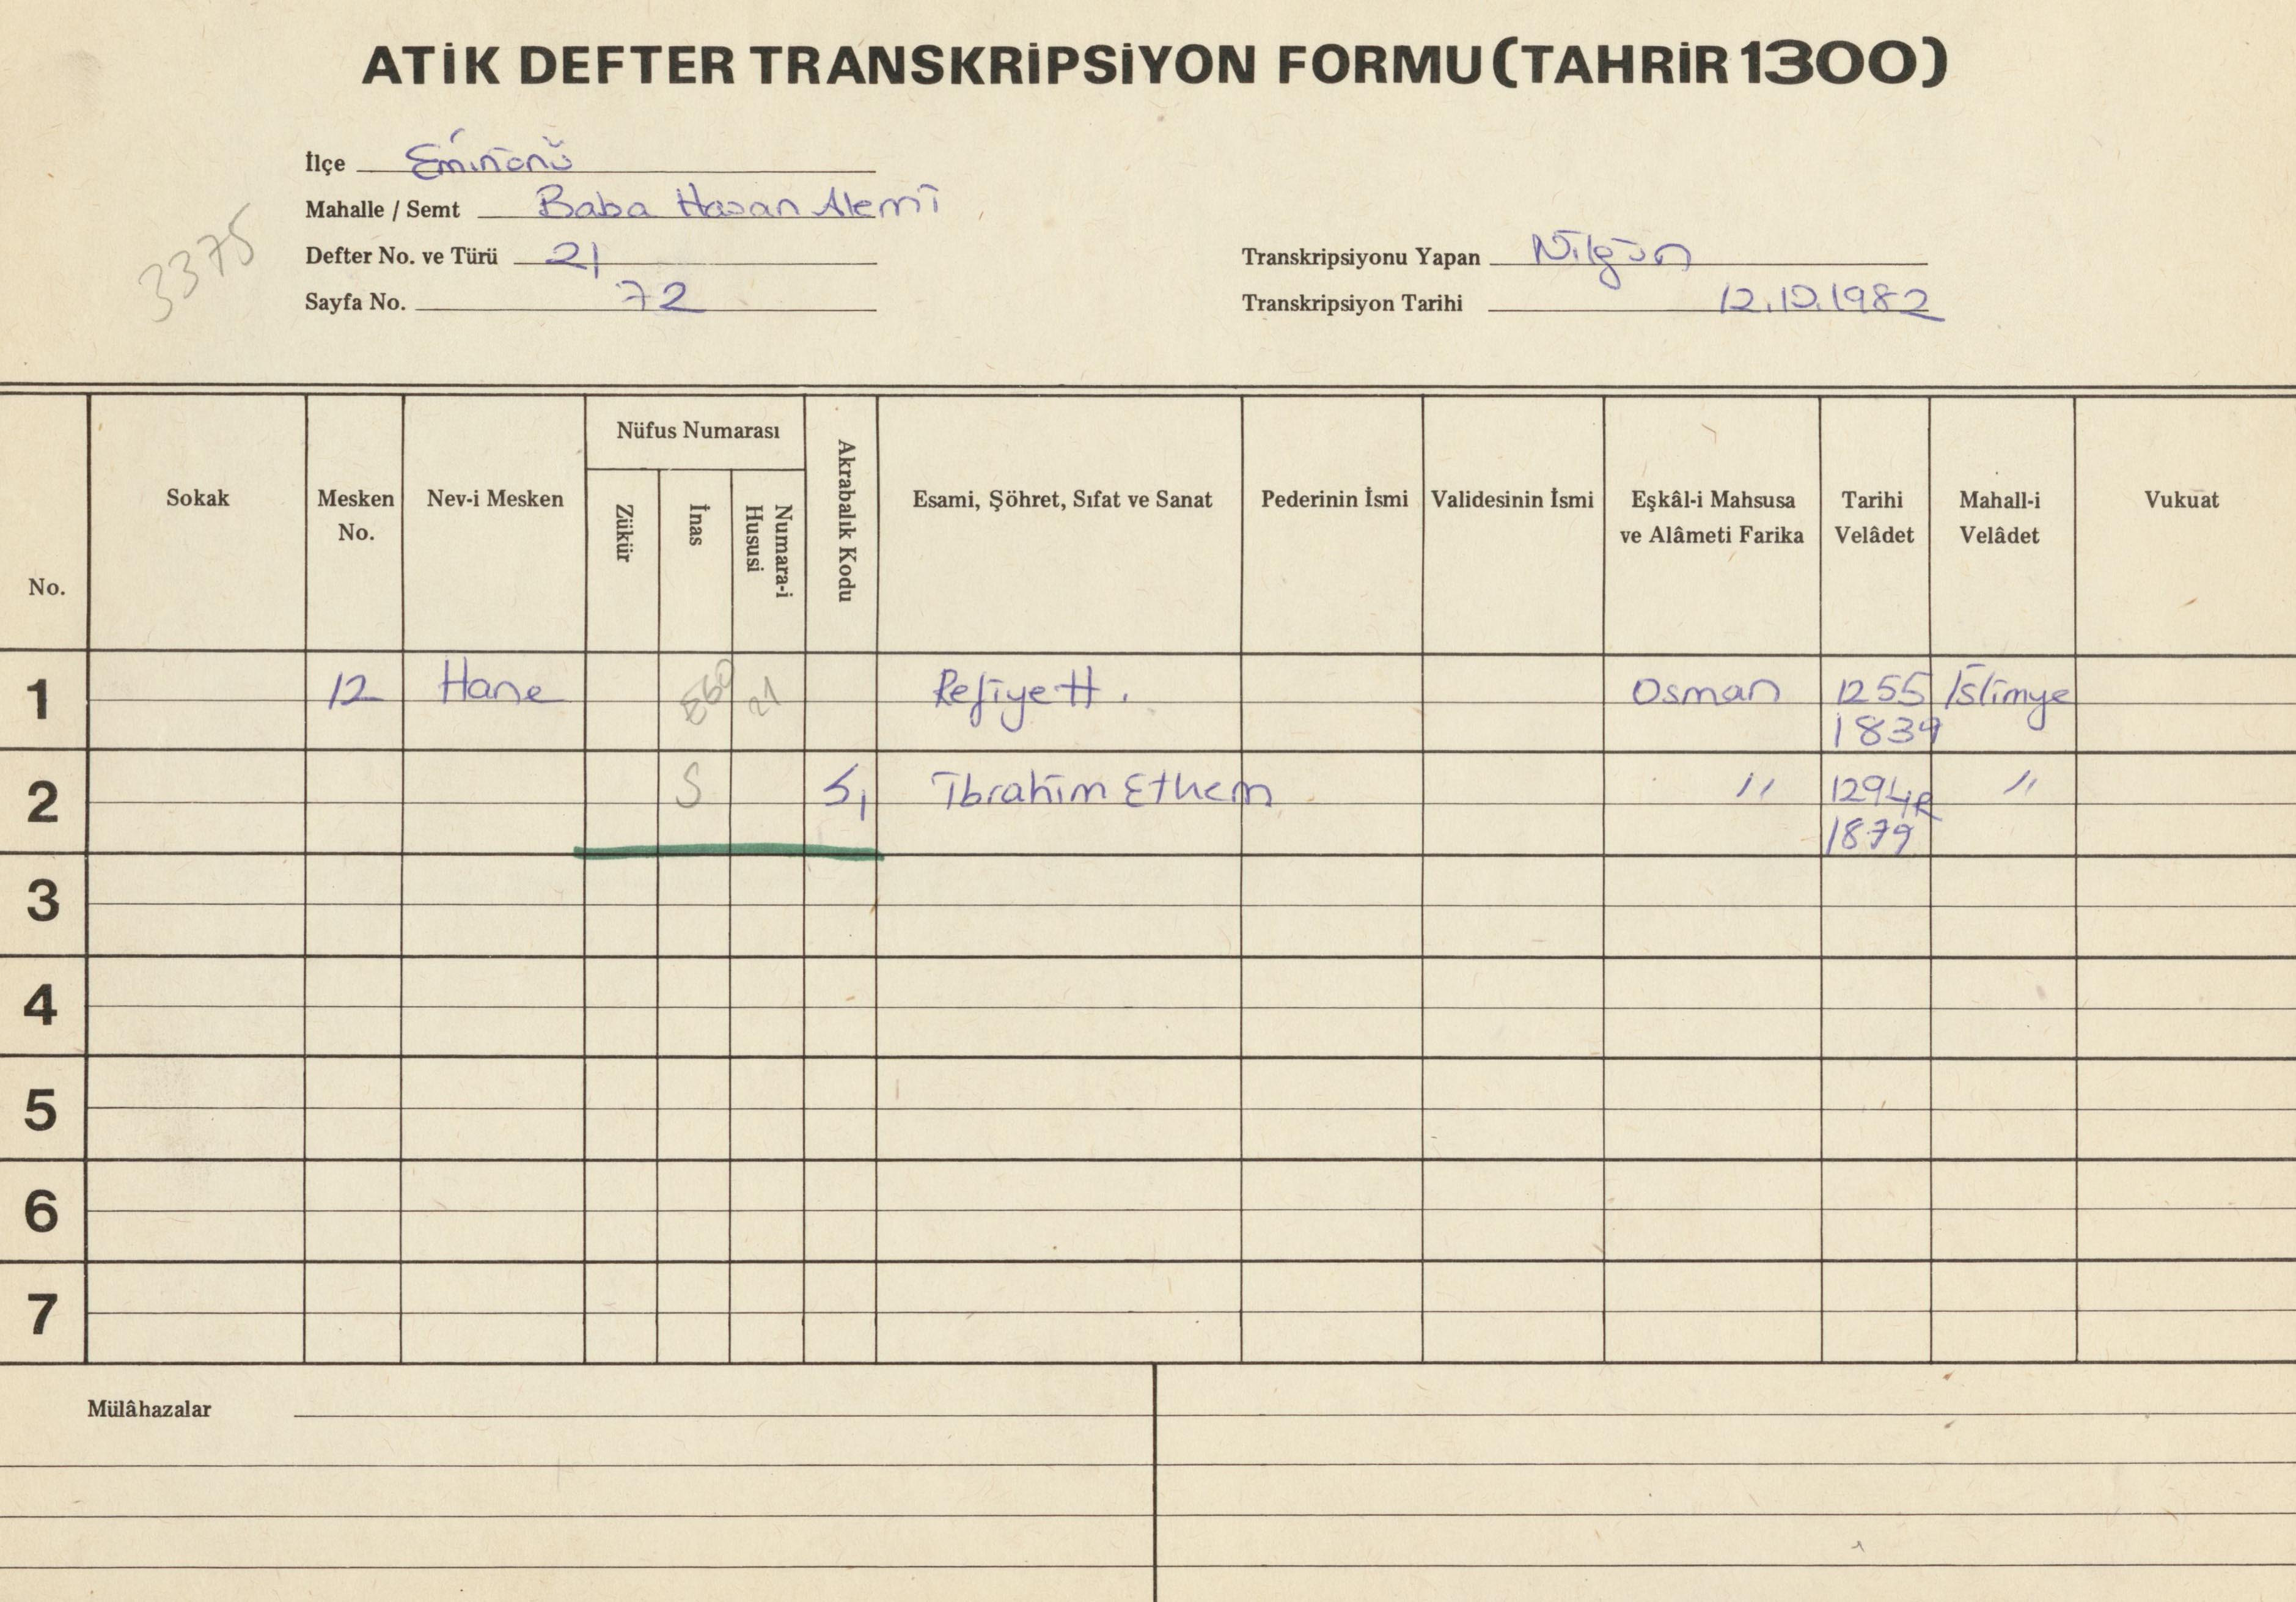 ATİK DEFTER TRANSKRİPSİYON FORMU (TAHRİR 1300)
İlçe Eminönü
Mahalle / Semt Baba Hasan Alemi
Defter No. ve Türü 21
Sayfa No. 72
3375
Transkripsiyonu Yapan Nilgün
Transkripsiyon Tarihi 12.10.1982
No.
Sokak
Mesken No.
Nev-i Mesken
Nüfus Numarası
Zükür
İnas
Numara-i Hususi
Akrabalık Kodu
Esami, Şöhret, Sıfat ve Sanat
Pederinin İsmi
Validesinin İsmi
Eşkâl-i Mahsusa ve Alâmeti Farika
Tarihi Velâdet
Mahall-i Velâdet
Vukuat
1 12 Hane 21 Refiye H. Osman 1255 İslimye
1839
2 S S1 İbrahim Ethem " 1294R "
1879
3
4
5
6
7
Mülâhazalar